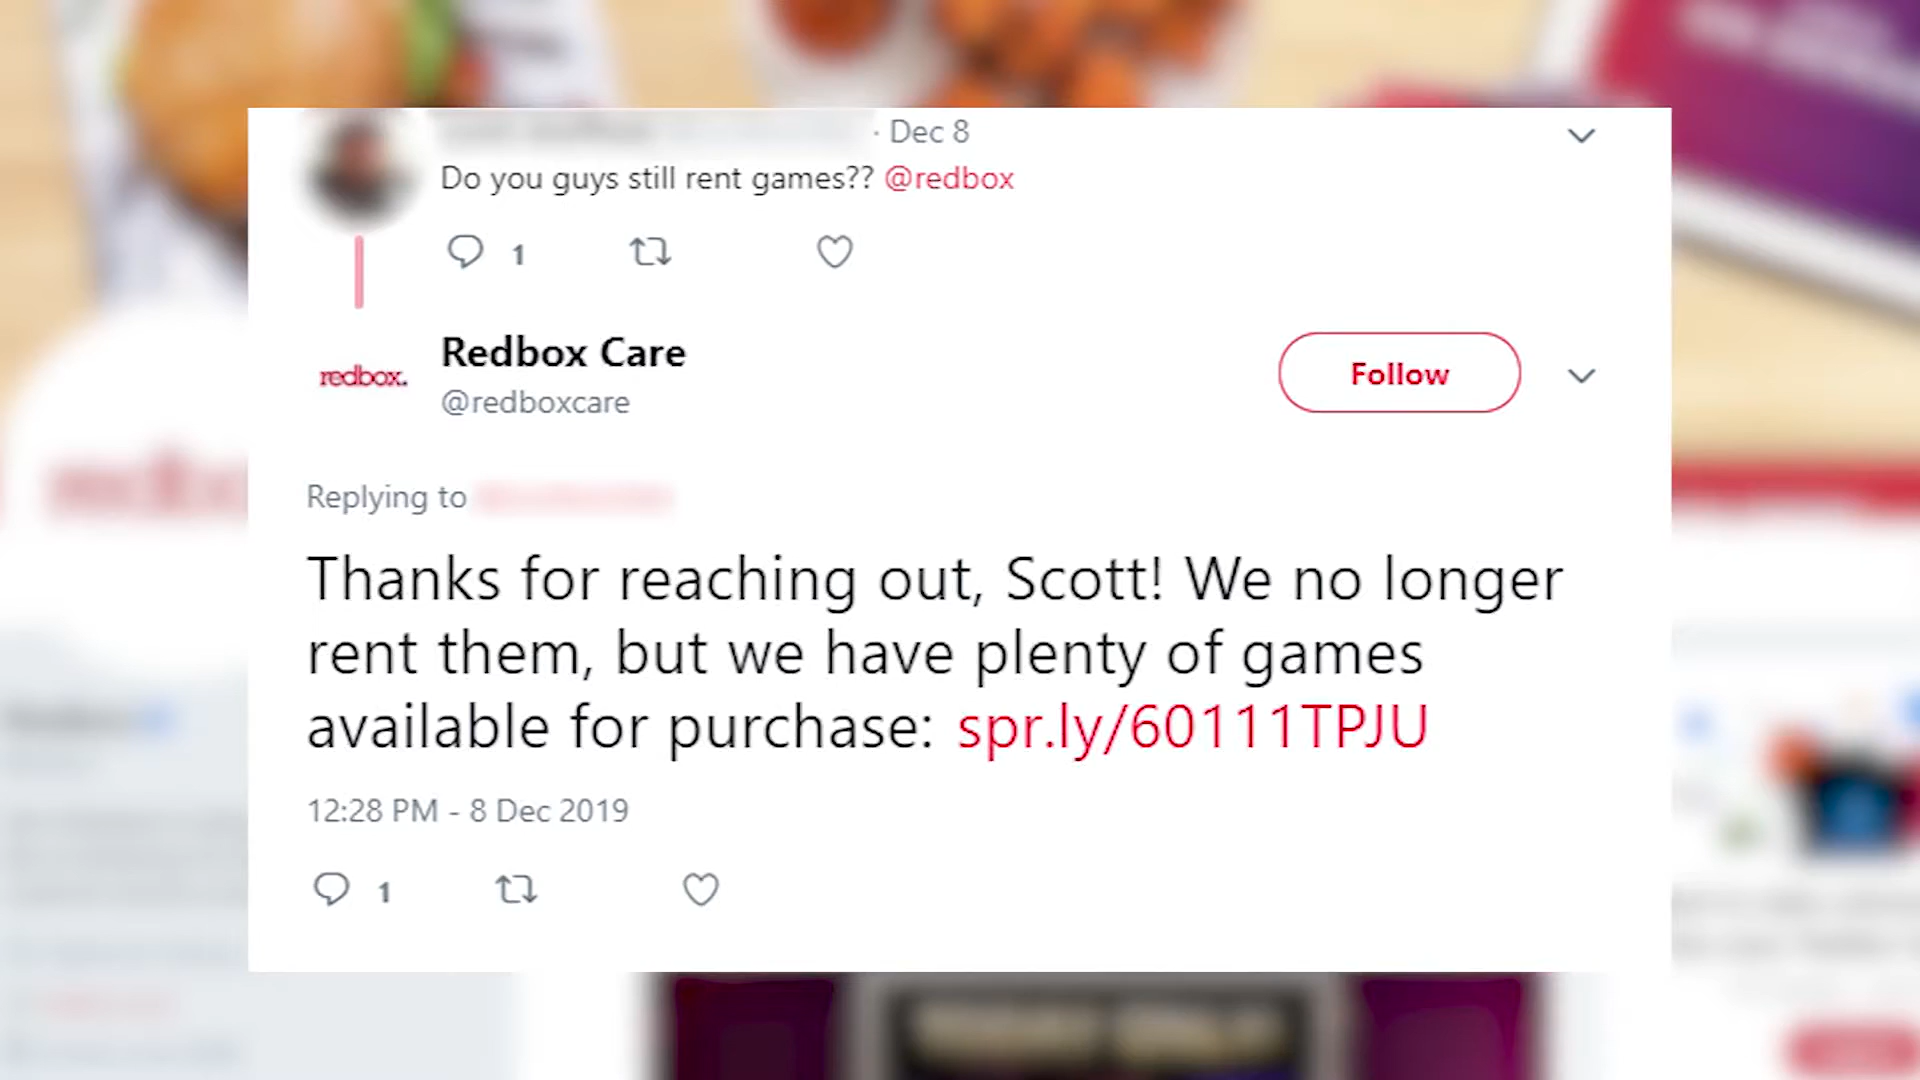 · Dec 8
Do you guys still rent games?? @redbox
1
Redbox Care
redbox.
@redboxcare
Follow
Replying to
Thanks for reaching out, Scott! We no longer
rent them, but we have plenty of games
available for purchase: spr.ly/60111TPJU
12:28 PM - 8 Dec 2019
1